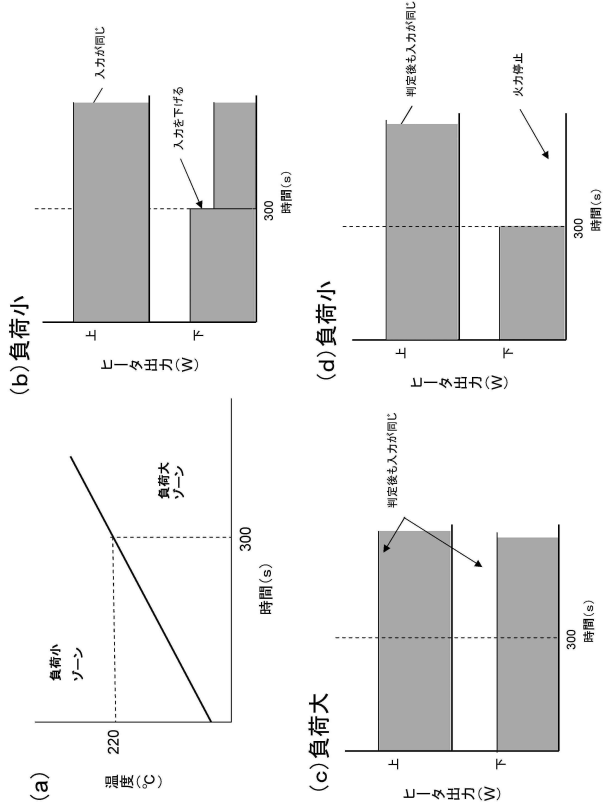 (a)
温度(℃)
220
負荷小
ゾーン
負荷大
ゾーン
300
時間(s)
(b)負荷小
ヒータ出力(W)
上
下
入力が同じ
入力を下げる
300
時間(s)
(c)負荷大
ヒータ出力(W)
上
下
判定後も入力が同じ
300
時間(s)
(d)負荷小
ヒータ出力(W)
上
下
判定後も入力が同じ
火力停止
300
時間(s)